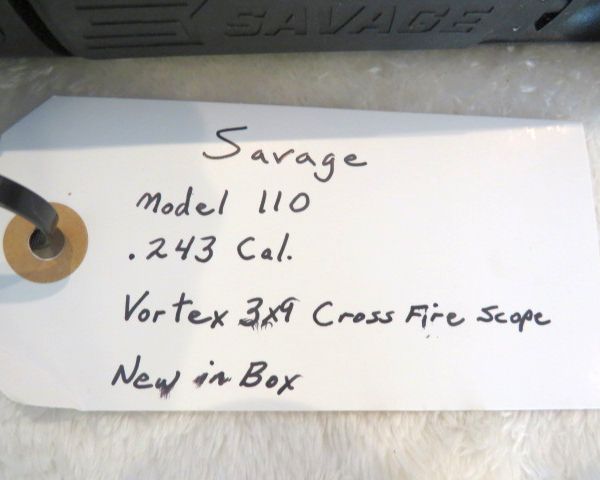 SAVAGE
Savage
Model 110
.243 Cal.
Vortex 3x9 Cross Fire Scope
New in Box